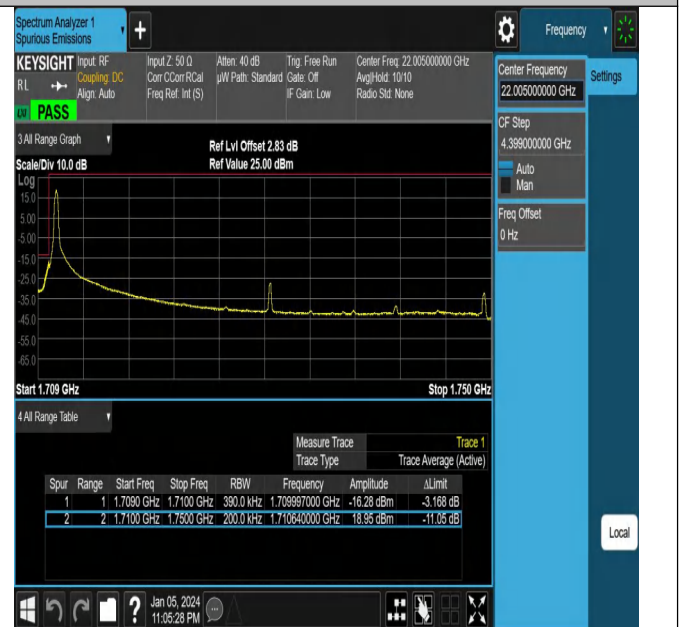 Spectrum Analyzer 1
Spurious Emissions
Frequency
KEYSIGHT
RL
Input: RF
Coupling: DC
Align: Auto
Input Z: 50 Ω
Corr CCorr RCal
Freq Ref: Int (S)
Atten: 40 dB
µW Path: Standard
Trig: Free Run
Gate: Off
IF Gain: Low
Center Freq: 22.005000000 GHz
Avg|Hold: 10/10
Radio Std: None
PASS
Center Frequency
22.005000000 GHz
Settings
CF Step
4.399000000 GHz
Auto
Man
Freq Offset
0 Hz
3 All Range Graph
Ref Lvl Offset 2.83 dB
Scale/Div 10.0 dB
Ref Value 25.00 dBm
Log
15.0
5.00
-5.00
-15.0
-25.0
-35.0
-45.0
-55.0
-65.0
Start 1.709 GHz
Stop 1.750 GHz
4 All Range Table
Measure Trace Trace 1
Trace Type Trace Average (Active)
Spur Range Start Freq Stop Freq RBW Frequency Amplitude ΔLimit
1 1 1.7090 GHz 1.7100 GHz 390.0 kHz 1.709997000 GHz -16.28 dBm -3.168 dB
2 2 1.7100 GHz 1.7500 GHz 200.0 kHz 1.710640000 GHz 18.95 dBm -11.05 dB
Local
?
Jan 05, 2024
11:05:28 PM